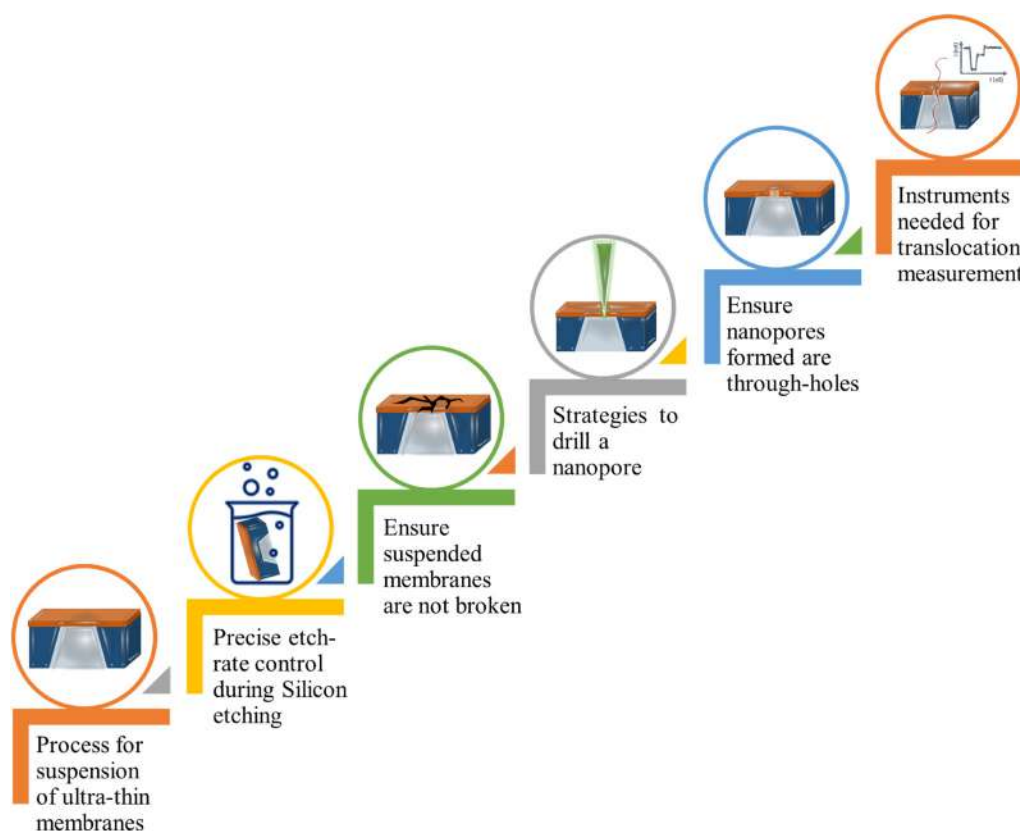 Process for
suspension
of ultra-thin
membranes
Precise etch-
rate control
during Silicon
etching
Ensure
suspended
membranes
are not broken
Strategies to
drill a
nanopore
Ensure
nanopores
formed are
through-holes
Instruments
needed for
translocation
measurement